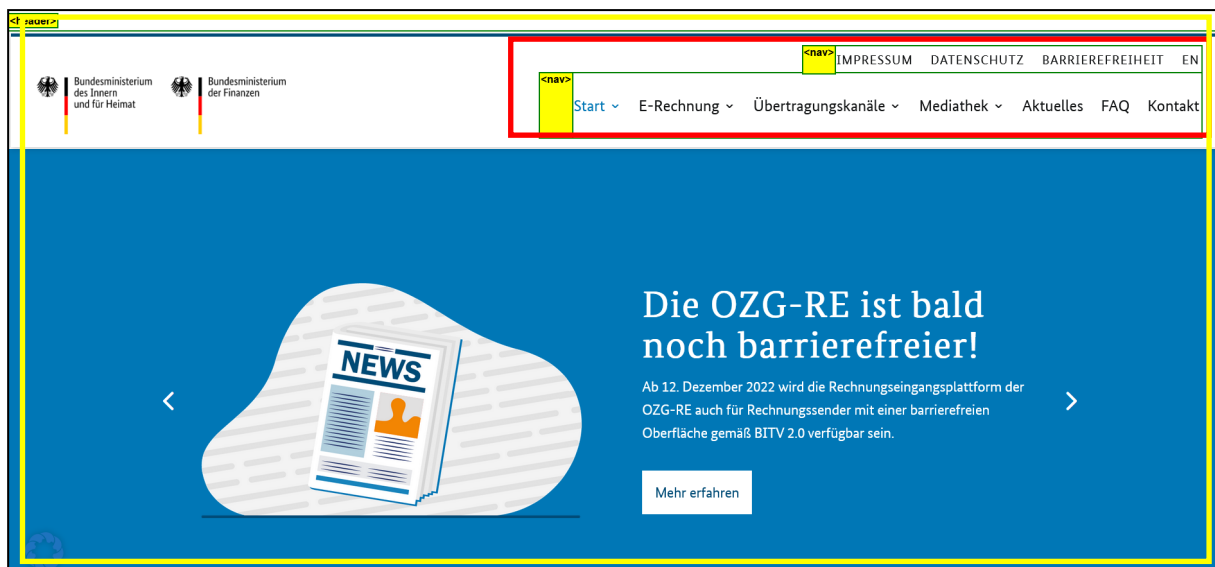 <header>
<nav> IMPRESSUM DATENSCHUTZ BARRIEREFREIHEIT EN
Bundesministerium
des Innern
und für Heimat
Bundesministerium
der Finanzen
<nav>
Start E-Rechnung Übertragungskanäle Mediathek Aktuelles FAQ Kontakt
NEWS
Die OZG-RE ist bald
noch barrierefreier!
Ab 12. Dezember 2022 wird die Rechnungseingangsplattform der
OZG-RE auch für Rechnungssender mit einer barrierefreien
Oberfläche gemäß BITV 2.0 verfügbar sein.
Mehr erfahren